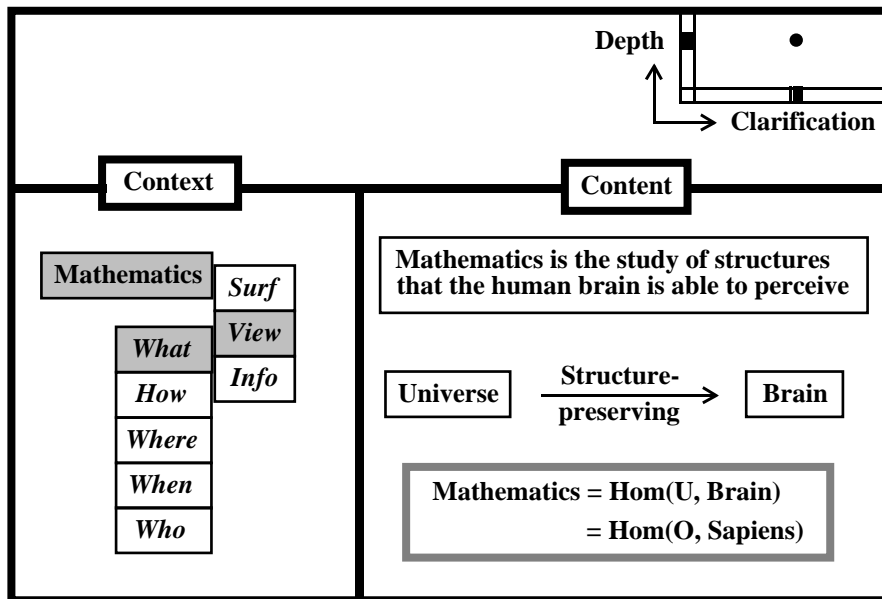 Depth
Clarification
Context
Content
Mathematics
Surf
View
Info
What
How
Where
When
Who
Mathematics is the study of structures
that the human brain is able to perceive
Universe
Structure-
preserving
Brain
Mathematics = Hom(U, Brain)
= Hom(O, Sapiens)